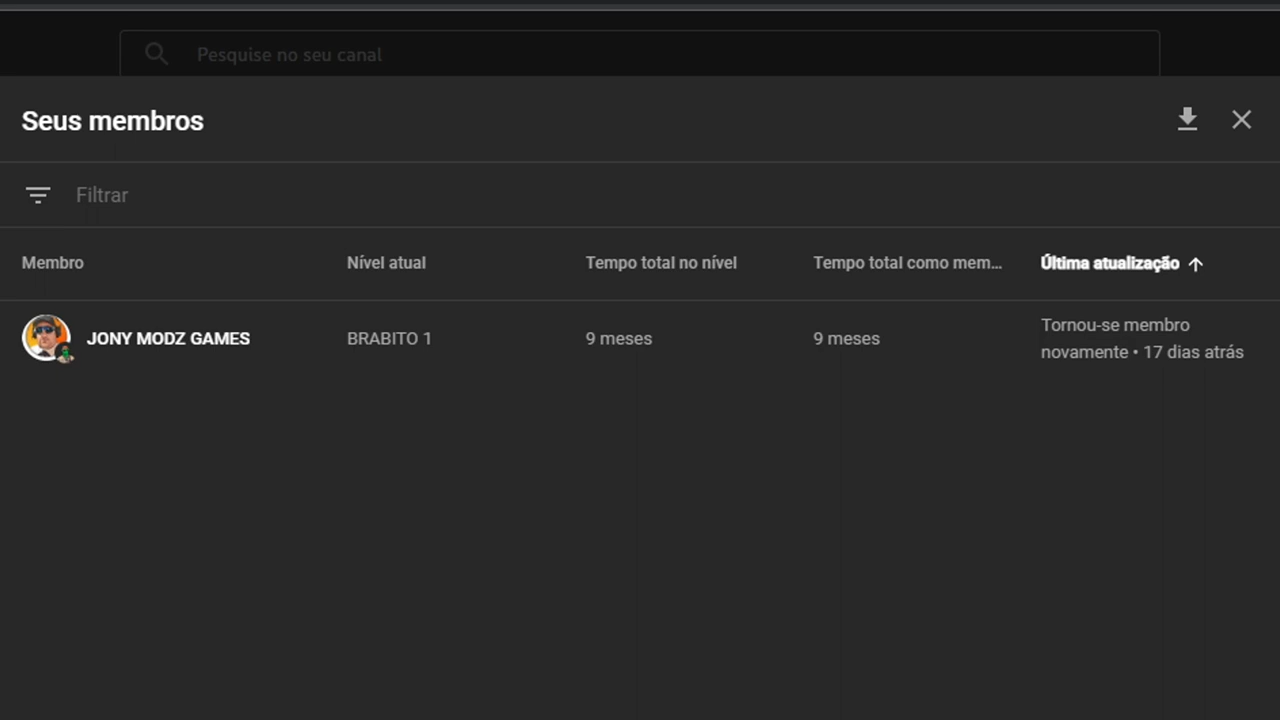 Pesquise no seu canal
Seus membros
Filtrar
Membro Nível atual Tempo total no nível Tempo total como mem... Última atualização
JONY MODZ GAMES BRABITO 1 9 meses 9 meses Tornou-se membro
novamente • 17 dias atrás